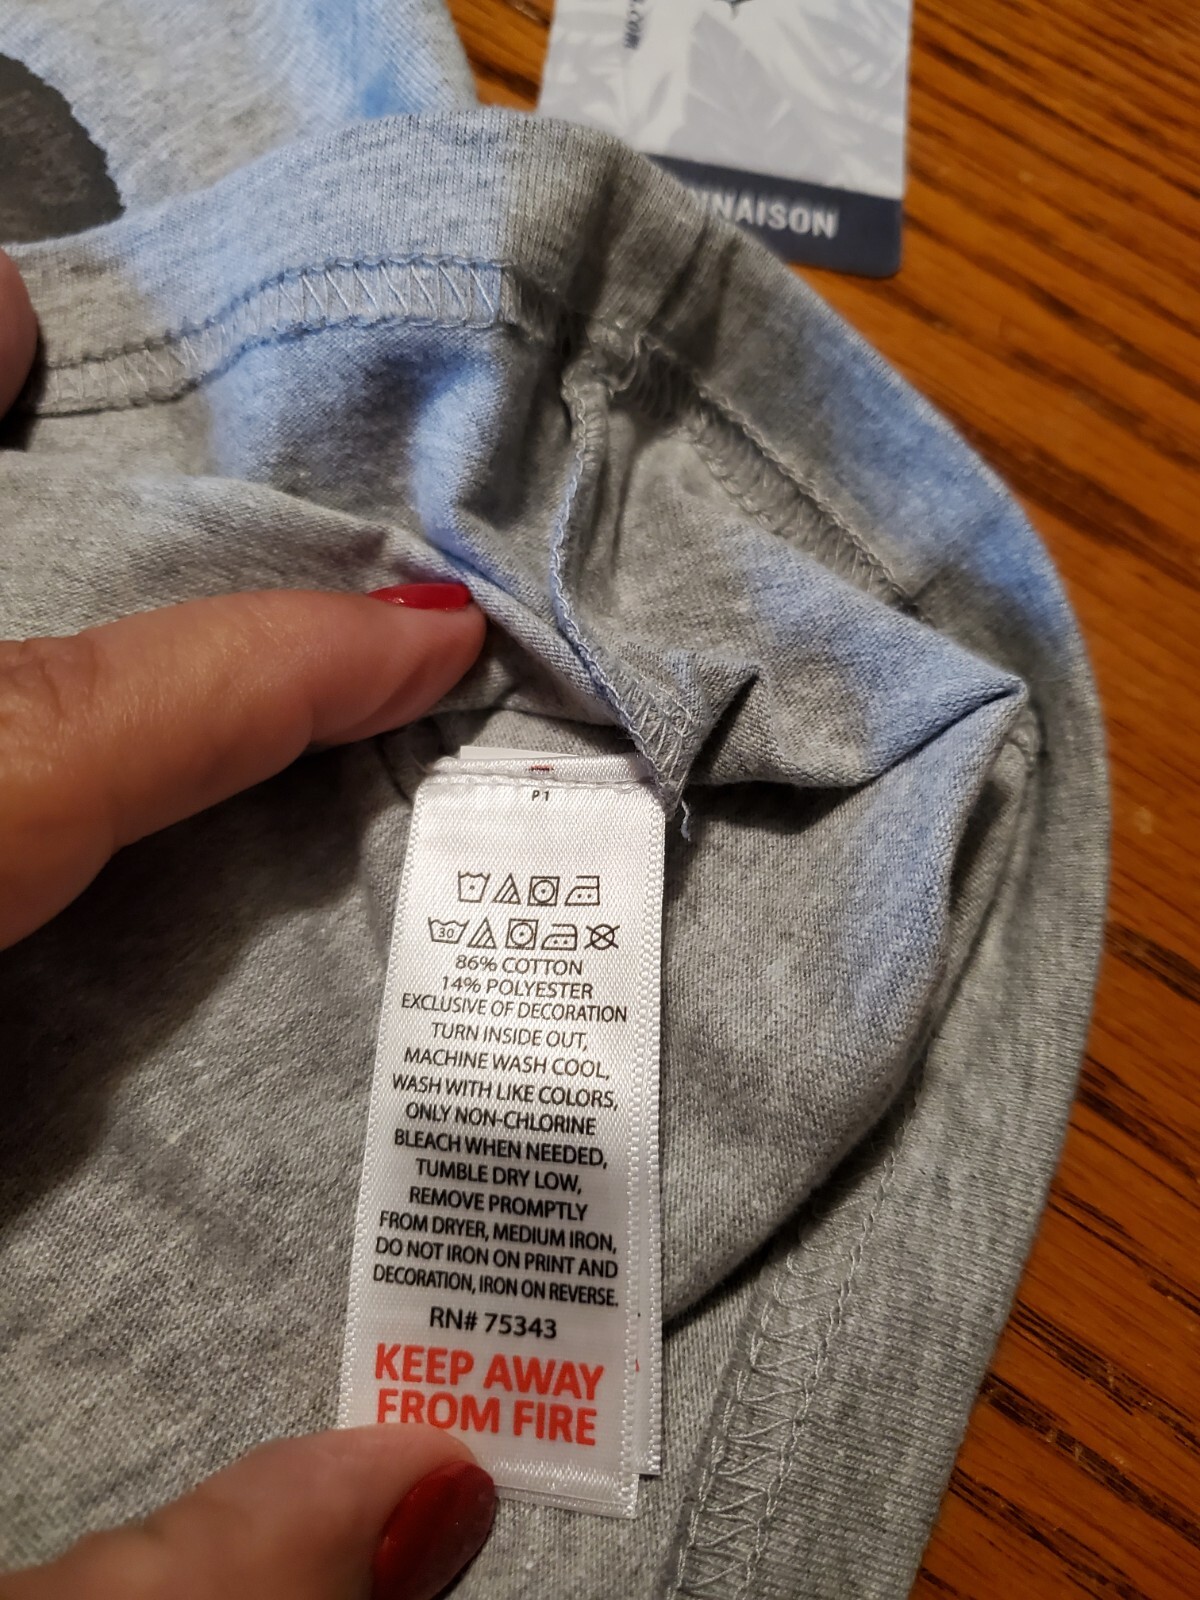 .COM
INAISON
P1
30
86% COTTON
14% POLYESTER
EXCLUSIVE OF DECORATION
TURN INSIDE OUT,
MACHINE WASH COOL,
WASH WITH LIKE COLORS,
ONLY NON-CHLORINE
BLEACH WHEN NEEDED,
TUMBLE DRY LOW,
REMOVE PROMPTLY
FROM DRYER, MEDIUM IRON,
DO NOT IRON ON PRINT AND
DECORATION, IRON ON REVERSE.
RN# 75343
KEEP AWAY
FROM FIRE